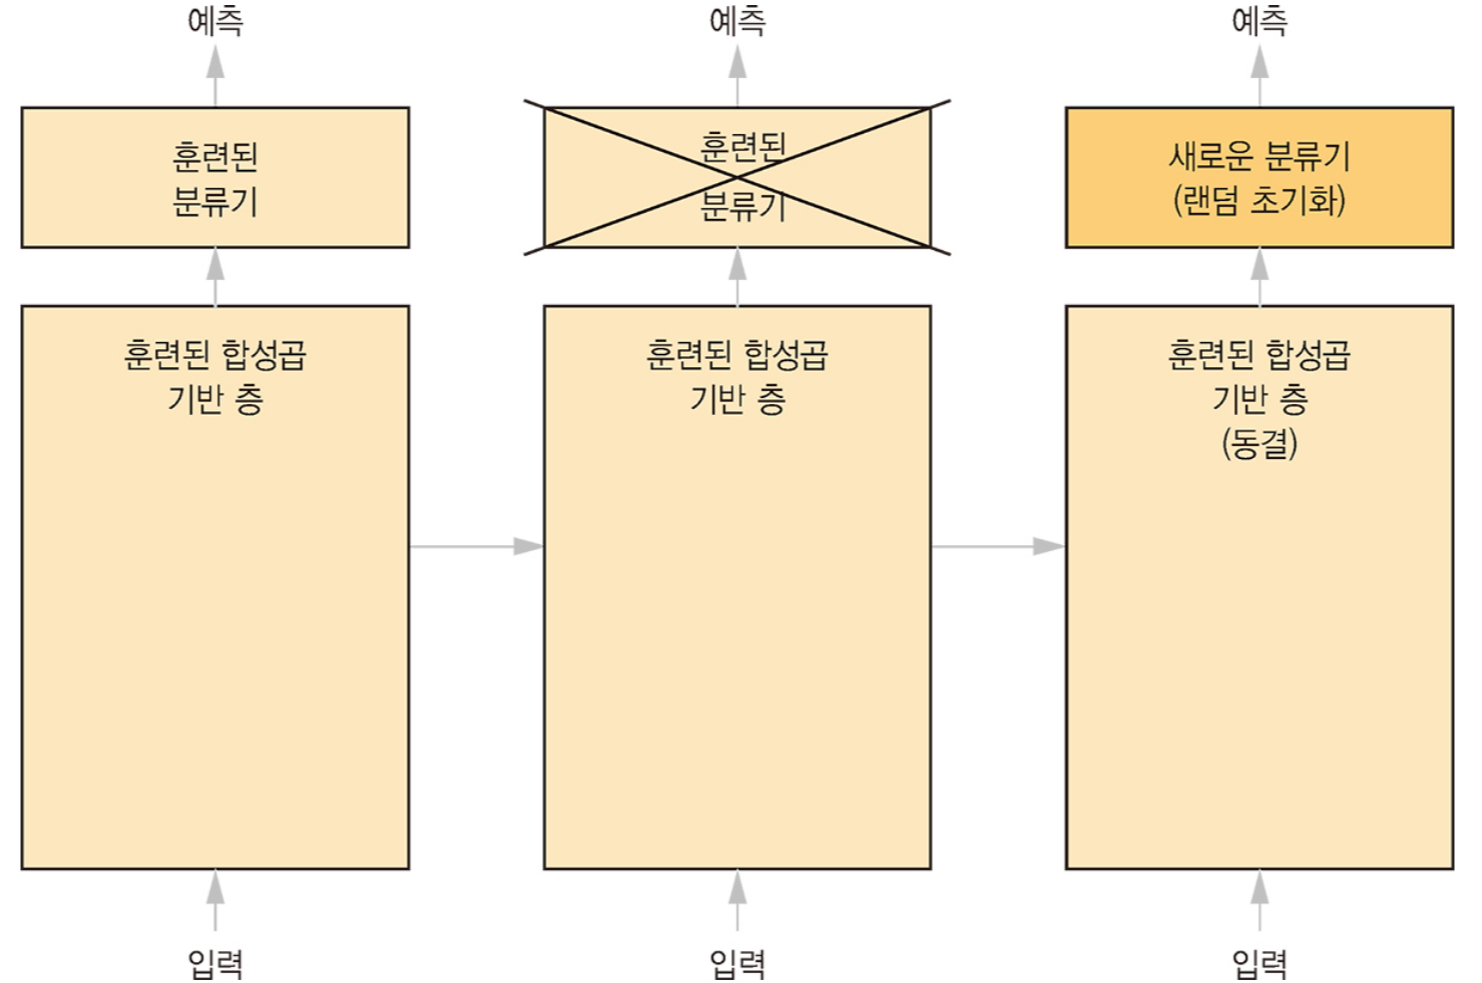 예측
훈련된
분류기
훈련된 합성곱
기반 층
입력
예측
훈련된
분류기
훈련된 합성곱
기반 층
입력
예측
새로운 분류기
(랜덤 초기화)
훈련된 합성곱
기반 층
(동결)
입력